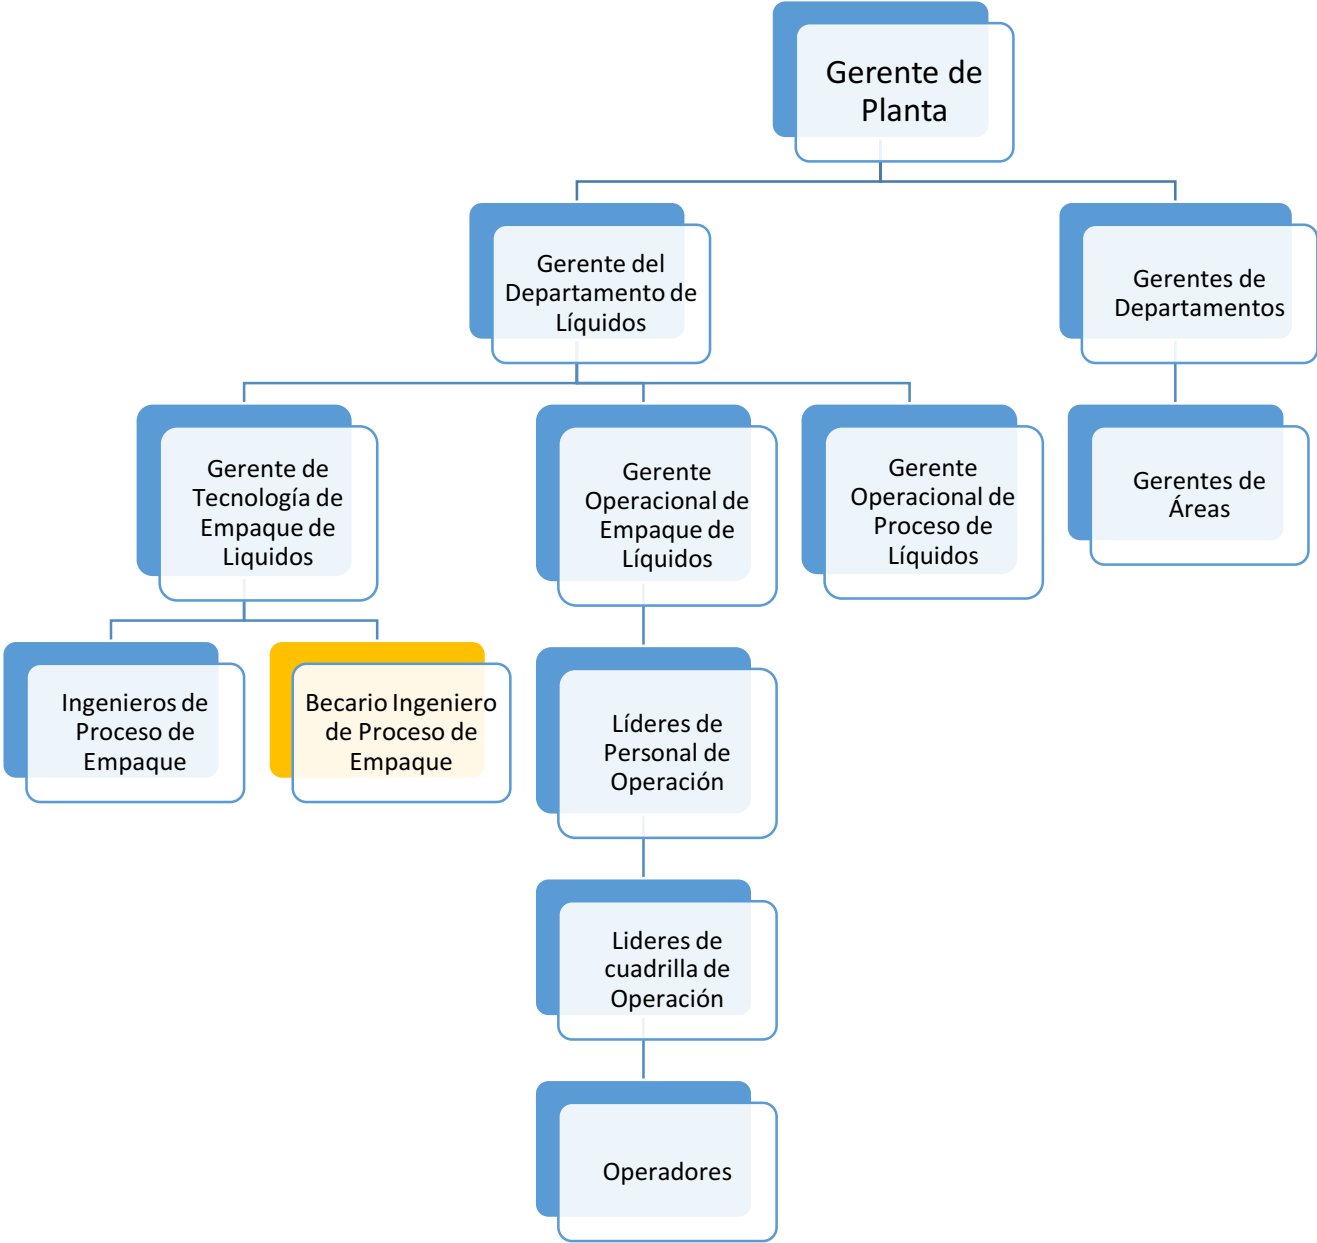 Gerente de
Planta
Gerente del
Departamento de
Líquidos
Gerentes de
Departamentos
Gerente de
Tecnología de
Empaque de
Liquidos
Gerente
Operacional de
Empaque de
Líquidos
Gerente
Operacional de
Proceso de
Líquidos
Gerentes de
Áreas
Ingenieros de
Proceso de
Empaque
Becario Ingeniero
de Proceso de
Empaque
Líderes de
Personal de
Operación
Lideres de
cuadrilla de
Operación
Operadores